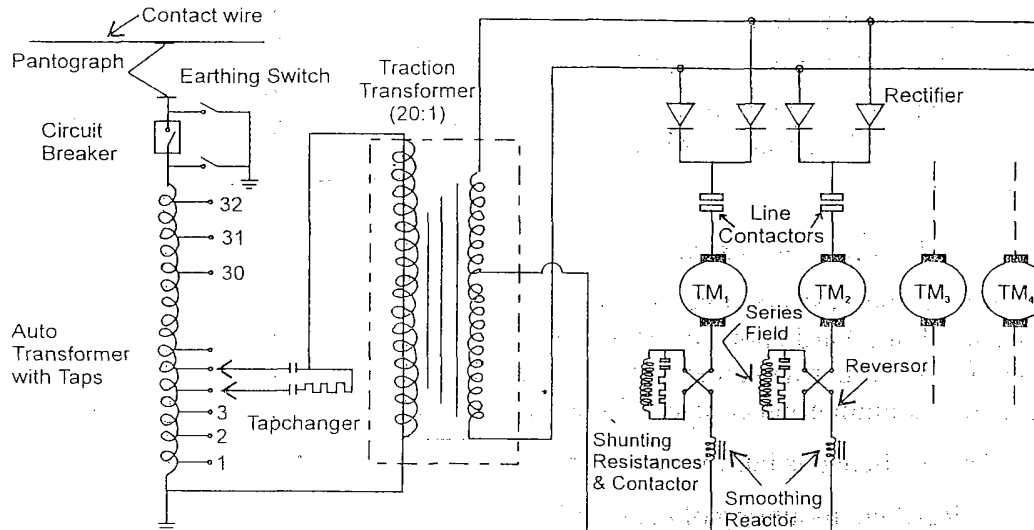 Contact wire
Pantograph
Earthing Switch
Circuit
Breaker
Traction
Transformer
(20:1)
Rectifier
32
31
30
Line
Contactors
TM1
TM2
TM3
TM4
Series
Field
Auto
Transformer
with Taps
Reversor
3
2
1
Tapchanger
Shunting
Resistances
& Contactor
Smoothing
Reactor